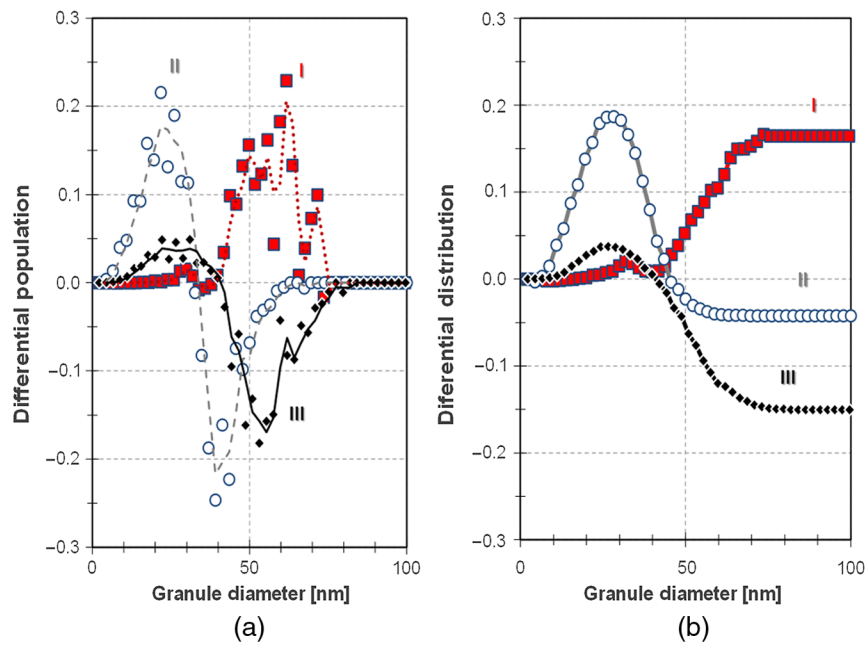 0.3
0.2
0.1
0.0
−0.1
−0.2
−0.3
Differential population
II
I
III
0
50
100
Granule diameter [nm]
(a)
0.3
0.2
0.1
0.0
−0.1
−0.2
−0.3
Diferential distribution
I
II
III
0
50
100
Granule diameter [nm]
(b)